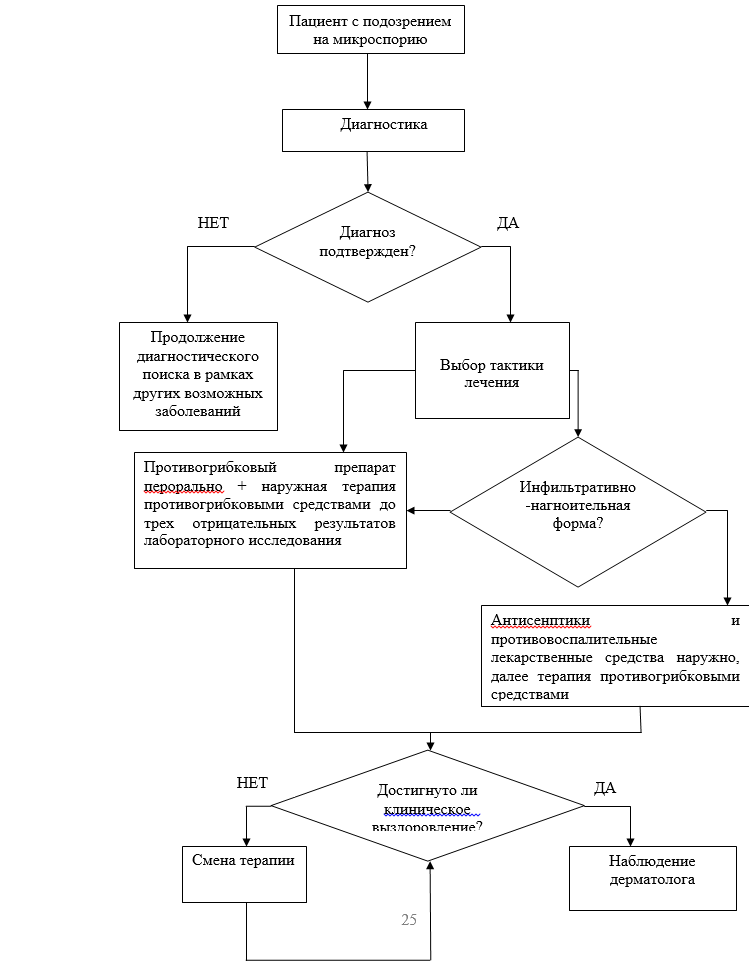 Пациент с подозрением
на микроспорию
Диагностика
НЕТ
ДА
Диагноз
подтвержден?
Продолжение
диагностического
поиска в рамках
других возможных
заболеваний
Выбор тактики
лечения
Противогрибковый препарат
перорально + наружная терапия
противогрибковыми средствами до
трех отрицательных результатов
лабораторного исследования
Инфильтративно
-нагноительная
форма?
Антисенптики и
противовоспалительные
лекарственные средства наружно,
далее терапия противогрибковыми
средствами
НЕТ
ДА
Достигнуто ли
клиническое
выздоровление?
Смена терапии
Наблюдение
дерматолога
25